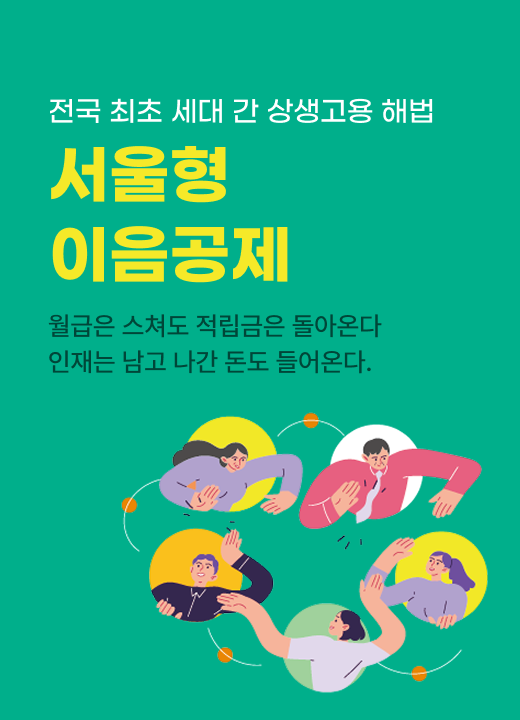 전국 최초 세대 간 상생고용 해법
서울형
이음공제
월급은 스쳐도 적립금은 돌아온다
인재는 남고 나간 돈도 들어온다.